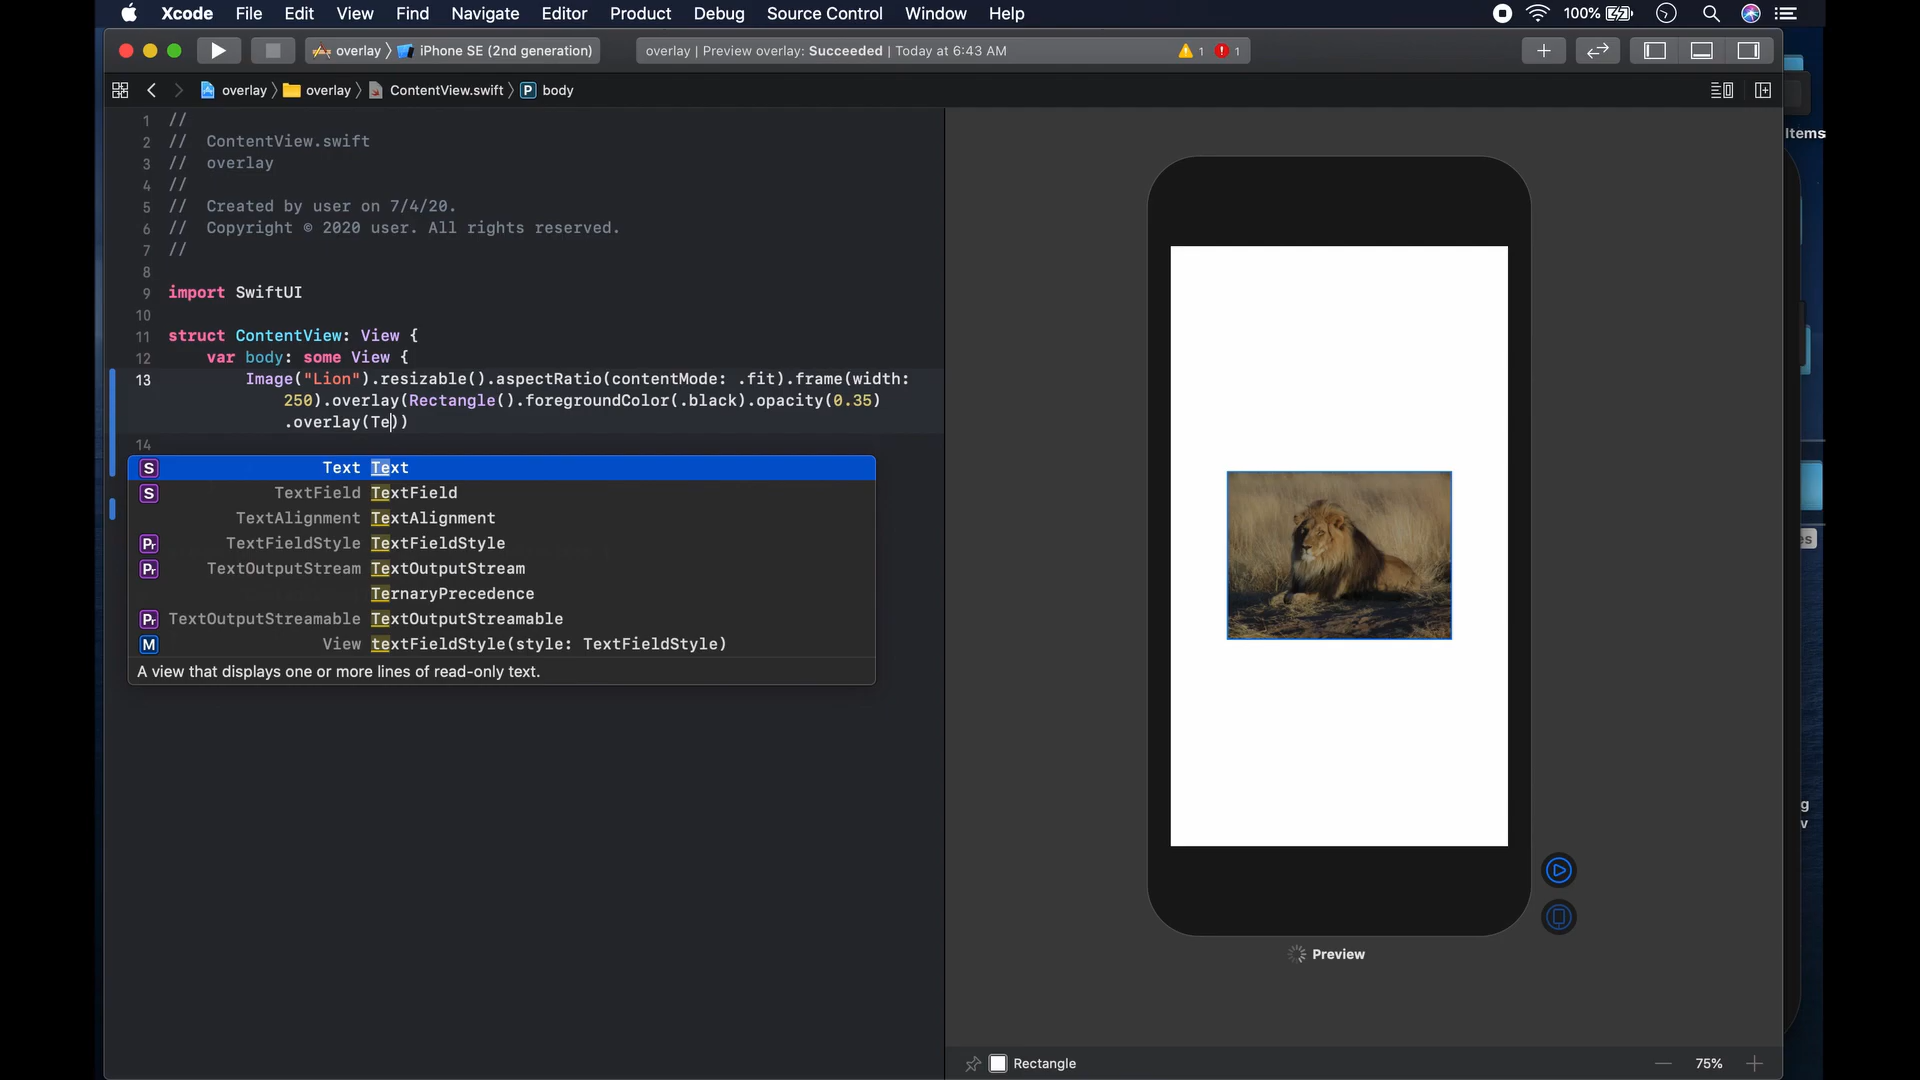 Xcode File Edit View Find Navigate Editor Product Debug Source Control Window Help 100%
overlay iPhone SE (2nd generation) overlay | Preview overlay: Succeeded | Today at 6:43 AM 1 1
overlay overlay ContentView.swift P body
Items
1 //
2 // ContentView.swift
3 // overlay
4 //
5 // Created by user on 7/4/20.
6 // Copyright © 2020 user. All rights reserved.
7 //
8
9 import SwiftUI
10
11 struct ContentView: View {
12 var body: some View {
13 Image("Lion").resizable().aspectRatio(contentMode: .fit).frame(width:
250).overlay(Rectangle().foregroundColor(.black).opacity(0.35)
.overlay(Te))
14
S Text Text
S TextField TextField
TextAlignment TextAlignment
Pr TextFieldStyle TextFieldStyle
Pr TextOutputStream TextOutputStream
TernaryPrecedence
Pr TextOutputStreamable TextOutputStreamable
M View textFieldStyle(style: TextFieldStyle)
A view that displays one or more lines of read-only text.
es
g
v
Preview
Rectangle 75%